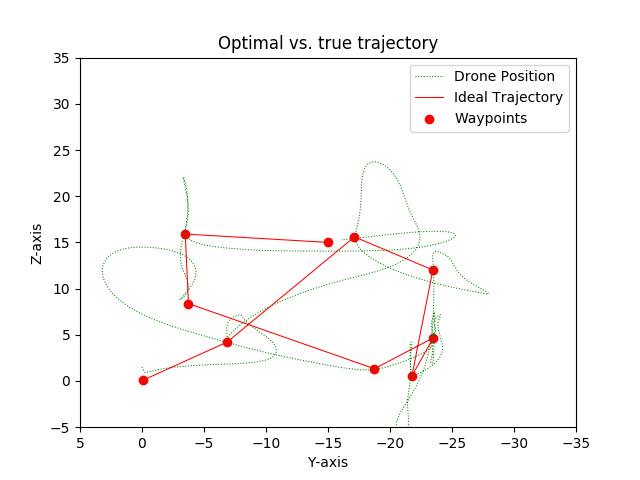 Optimal vs. true trajectory
Drone Position
Ideal Trajectory
Waypoints
35
30
25
20
15
10
5
0
−5
Z-axis
5 0 −5 −10 −15 −20 −25 −30 −35
Y-axis